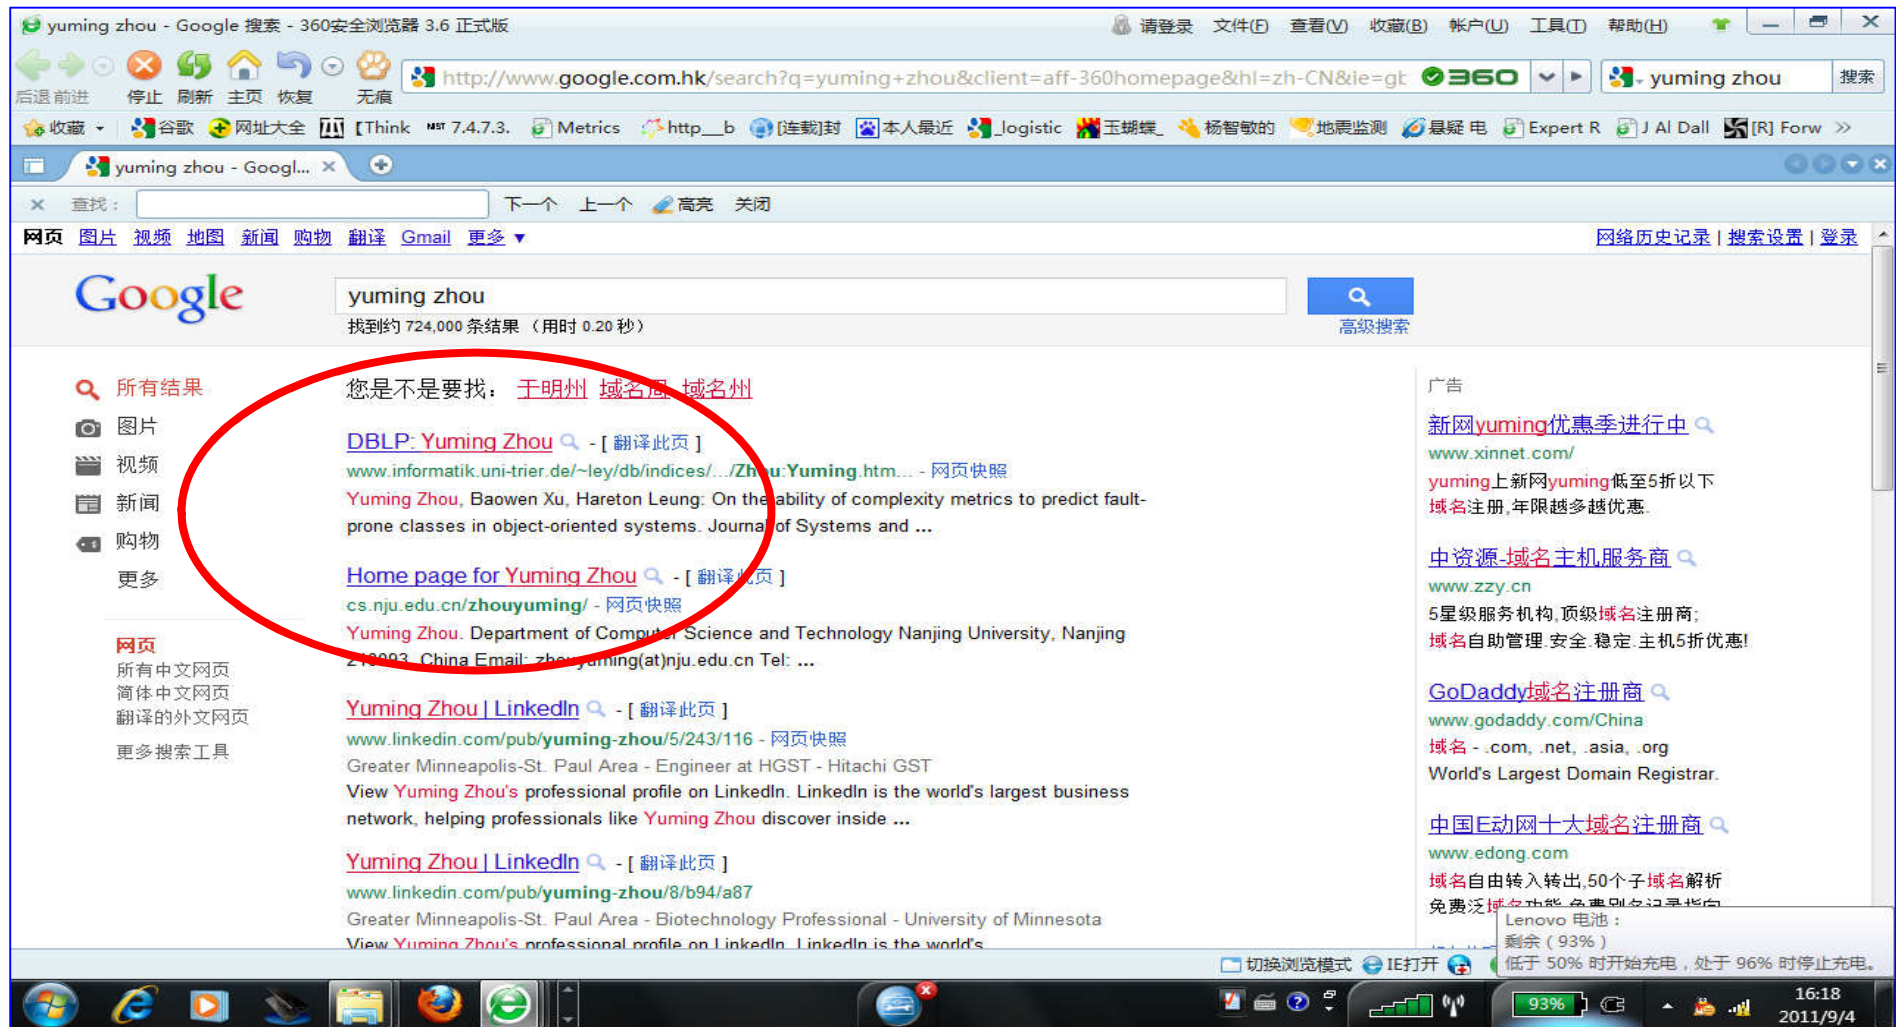 yuming zhou - Google 搜索 - 360安全浏览器 3.6 正式版
请登录 文件(F) 查看(V) 收藏(B) 帐户(U) 工具(T) 帮助(H)
http://www.google.com.hk/search?q=yuming+zhou&client=aff-360homepage&hl=zh-CN&ie=gb
360
yuming zhou
搜索
后退 前进 停止 刷新 主页 恢复 无痕
收藏 谷歌 网址大全 【Think NIST 7.4.7.3. Metrics http__b [连载]封 本人最近 _logistic 玉蝴蝶_ 杨智敏的 地震监测 悬疑 电 Expert R J Al Dall [R] Forw »
yuming zhou - Googl...
查找: 下一个 上一个 高亮 关闭
网页 图片 视频 地图 新闻 购物 翻译 Gmail 更多 ▼
网络历史记录 | 搜索设置 | 登录
Google
yuming zhou
找到约 724,000 条结果 (用时 0.20 秒)
高级搜索
所有结果
图片
视频
新闻
购物
更多
网页
所有中文网页
简体中文网页
翻译的外文网页
更多搜索工具
您是不是要找: 于明州 域名周 域名州
DBLP: Yuming Zhou - [ 翻译此页 ]
www.informatik.uni-trier.de/~ley/db/indices/.../Zhou:Yuming.htm... - 网页快照
Yuming Zhou, Baowen Xu, Hareton Leung: On the ability of complexity metrics to predict fault-
prone classes in object-oriented systems. Journal of Systems and ...
Home page for Yuming Zhou - [ 翻译此页 ]
cs.nju.edu.cn/zhouyuming/ - 网页快照
Yuming Zhou. Department of Computer Science and Technology Nanjing University, Nanjing
210093, China Email: zhouyuming(at)nju.edu.cn Tel: ...
Yuming Zhou | LinkedIn - [ 翻译此页 ]
www.linkedin.com/pub/yuming-zhou/5/243/116 - 网页快照
Greater Minneapolis-St. Paul Area - Engineer at HGST - Hitachi GST
View Yuming Zhou's professional profile on LinkedIn. LinkedIn is the world's largest business
network, helping professionals like Yuming Zhou discover inside ...
Yuming Zhou | LinkedIn - [ 翻译此页 ]
www.linkedin.com/pub/yuming-zhou/8/b94/a87
Greater Minneapolis-St. Paul Area - Biotechnology Professional - University of Minnesota
View Yuming Zhou's professional profile on LinkedIn. LinkedIn is the world's
广告
新网yuming优惠季进行中
www.xinnet.com/
yuming上新网yuming低至5折以下
域名注册,年限越多越优惠.
中资源-域名主机服务商
www.zzy.cn
5星级服务机构,顶级域名注册商;
域名自助管理.安全.稳定.主机5折优惠!
GoDaddy域名注册商
www.godaddy.com/China
域名 - .com, .net, .asia, .org
World's Largest Domain Registrar.
中国E动网十大域名注册商
www.edong.com
域名自由转入转出,50个子域名解析
免费泛域名功能,免费别名记录指向
Lenovo 电池:
剩余 ( 93% )
低于 50% 时开始充电，处于 96% 时停止充电。
切换浏览模式 IE打开
93%
16:18
2011/9/4